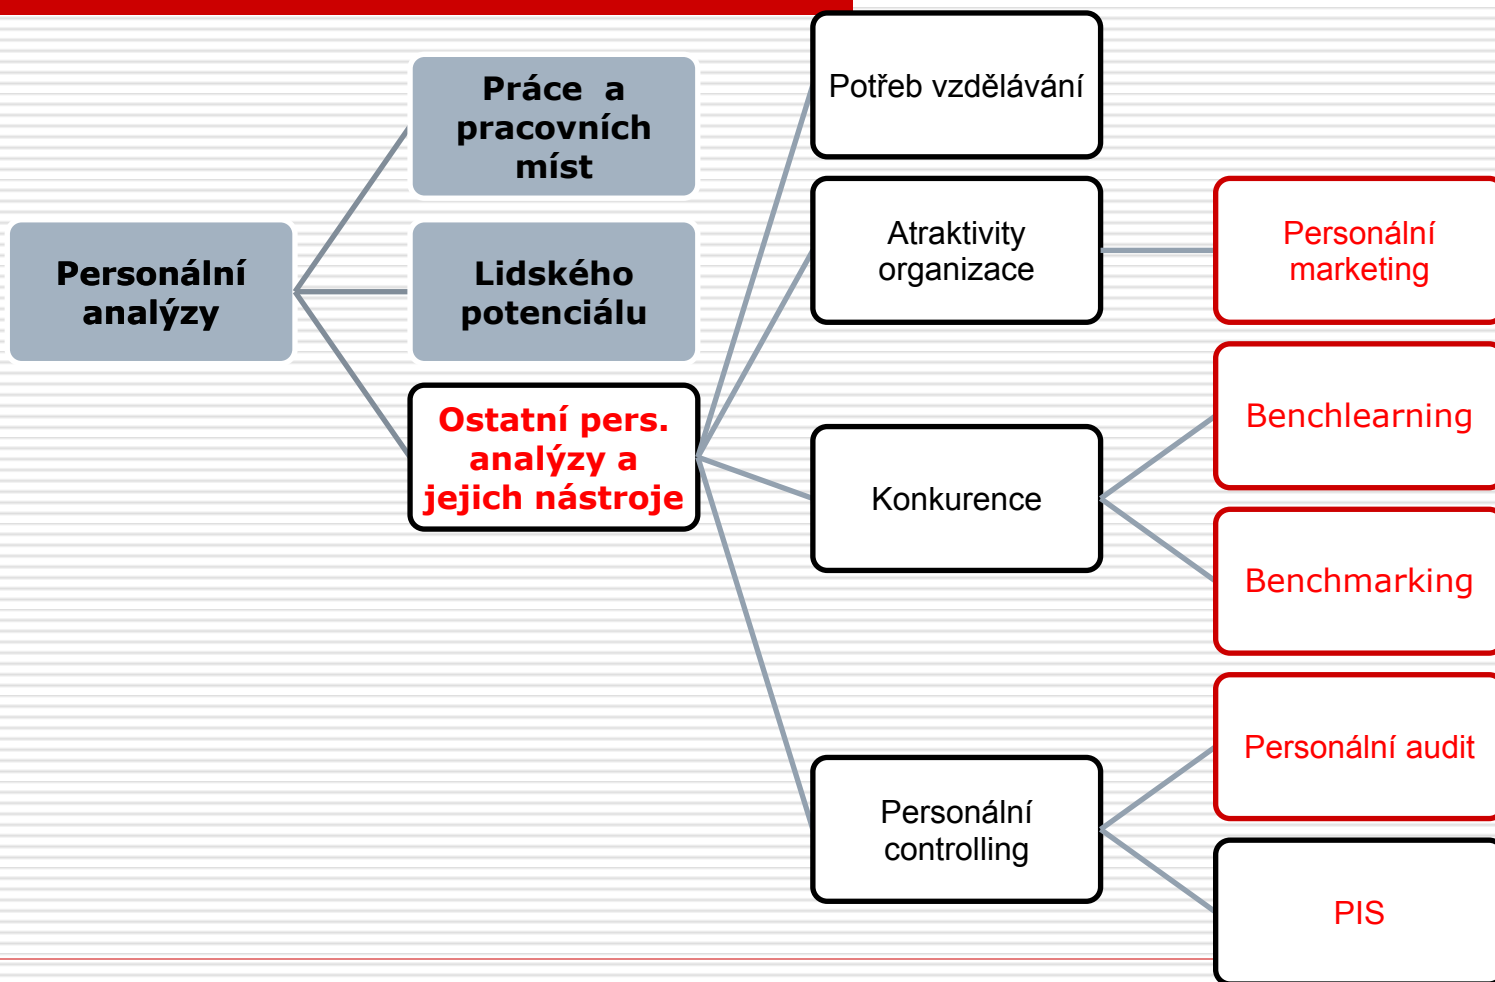 Personální
analýzy
Práce  a
pracovních
míst
Lidského
potenciálu
Ostatní pers.
analýzy a
jejich nástroje
Potřeb vzdělávání
Atraktivity
organizace
Konkurence
Personální
controlling
Personální
marketing
Benchlearning
Benchmarking
Personální audit
PIS